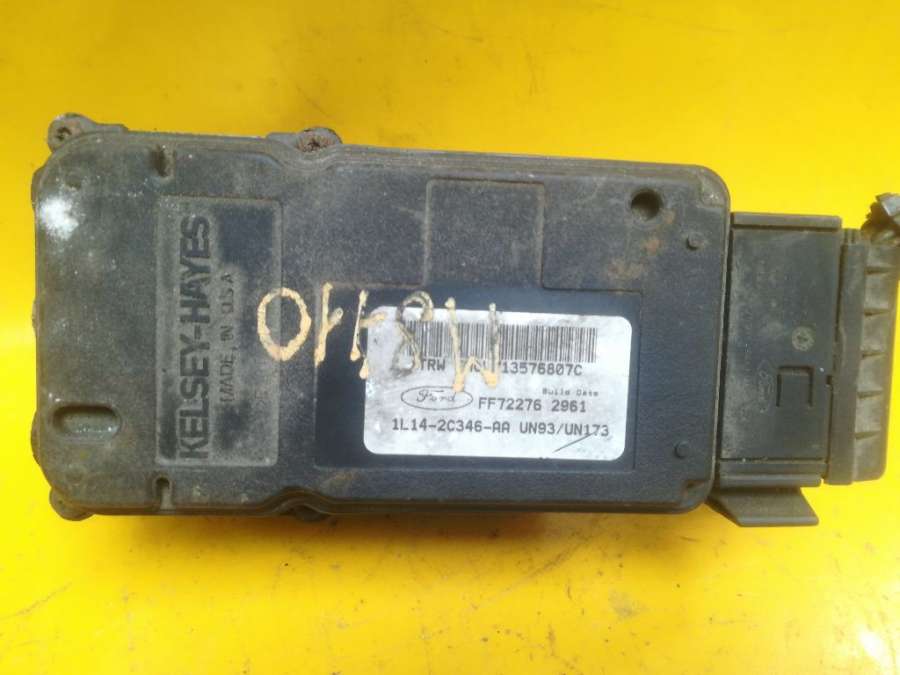 KELSEY-HAYES
MADE IN U.S.A
TRW 13576807C
Build Date
Ford FF72276 2961
1L14-2C346-AA UN93/UN173